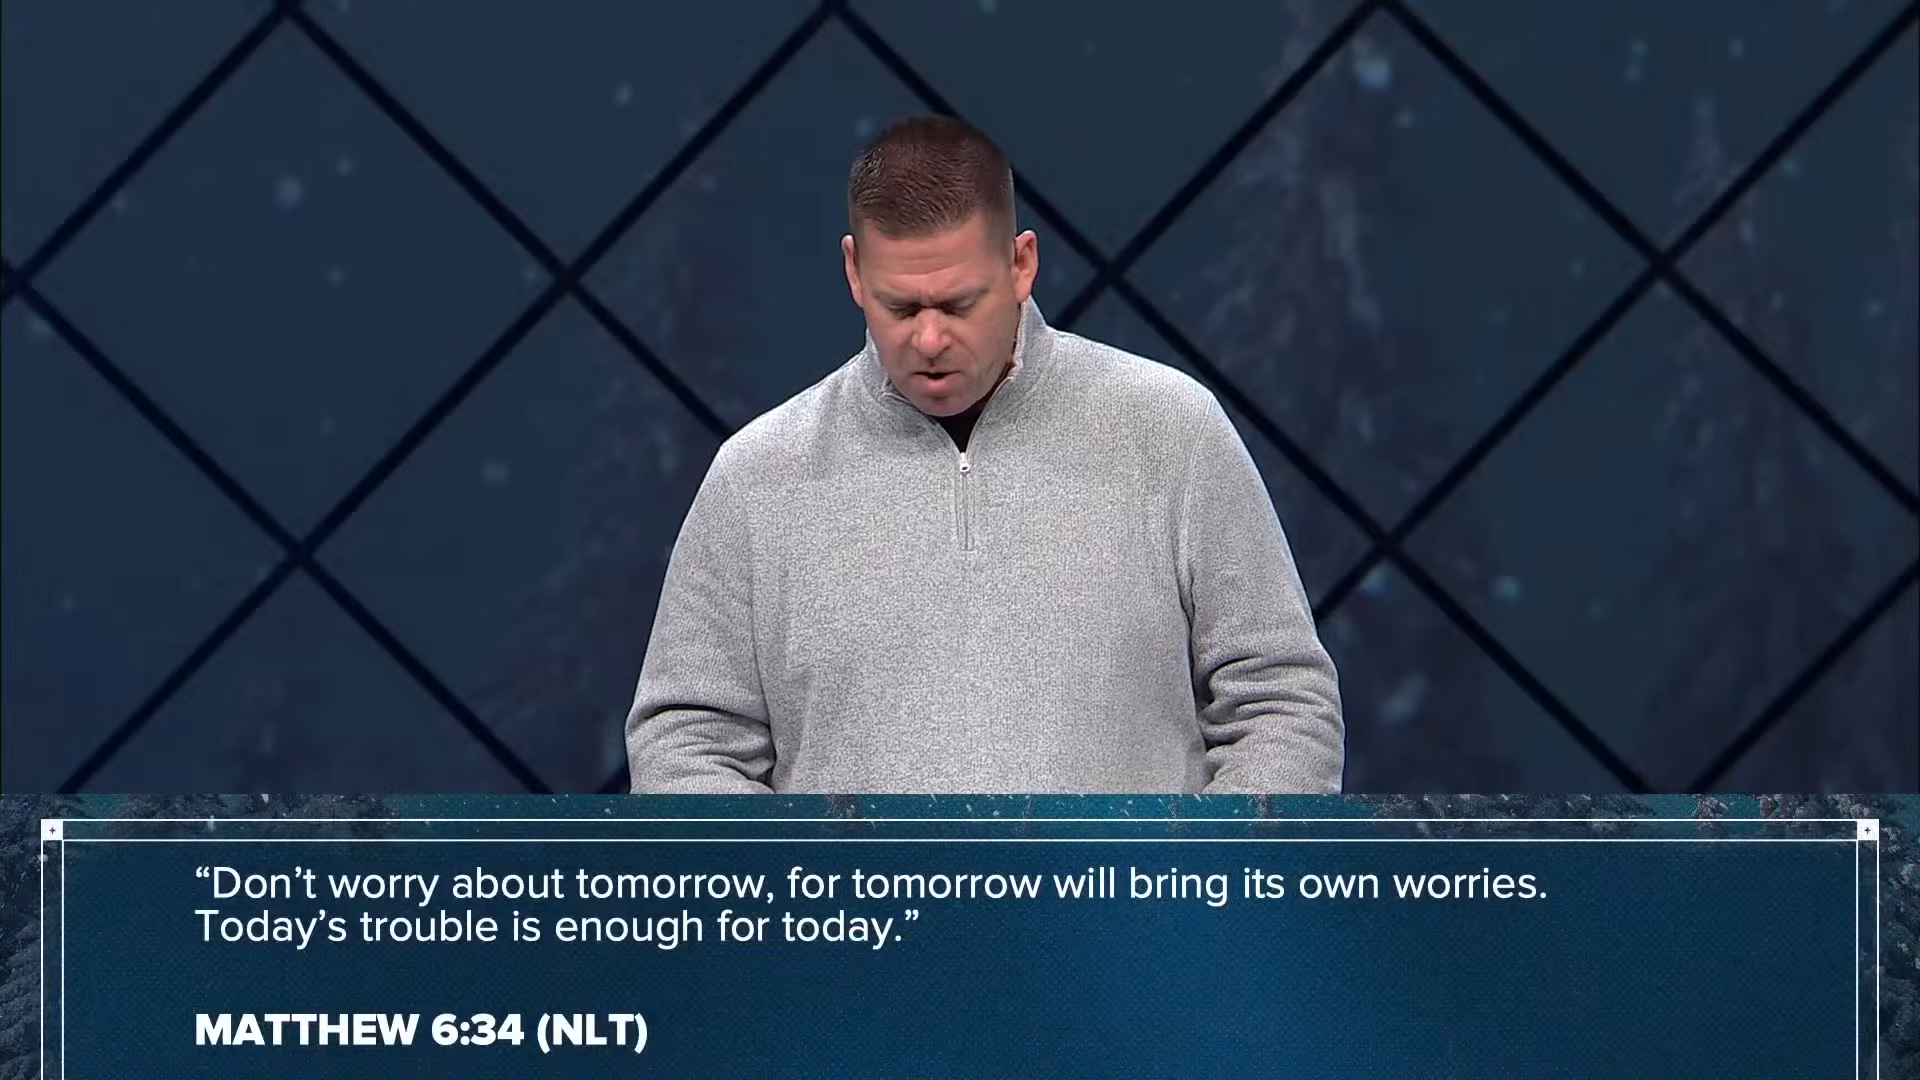 “Don’t worry about tomorrow, for tomorrow will bring its own worries.
Today’s trouble is enough for today.”
MATTHEW 6:34 (NLT)